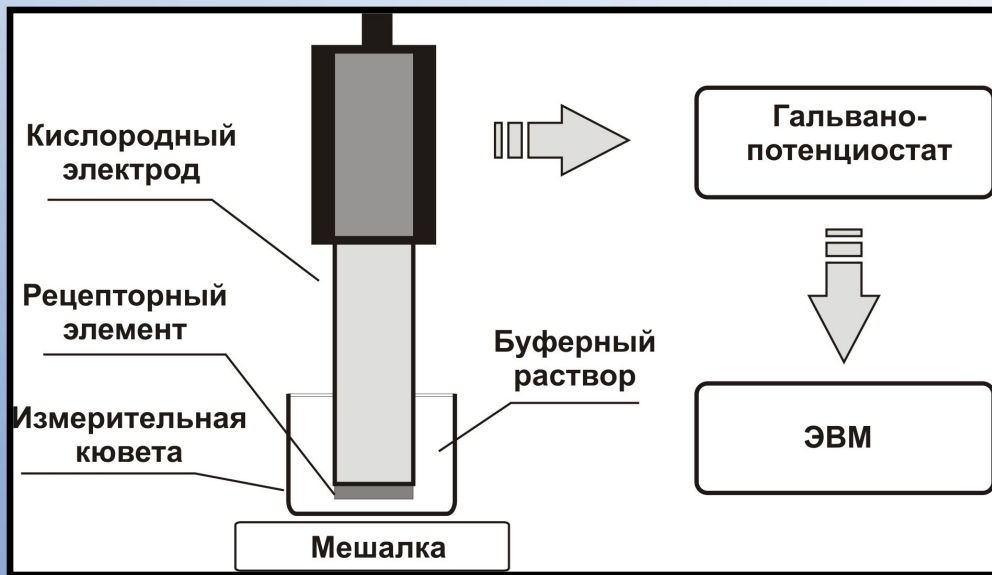 Кислородный
электрод
Рецепторный
элемент
Измерительная
кювета
Буферный
раствор
Мешалка
Гальвано-
потенциостат
ЭВМ